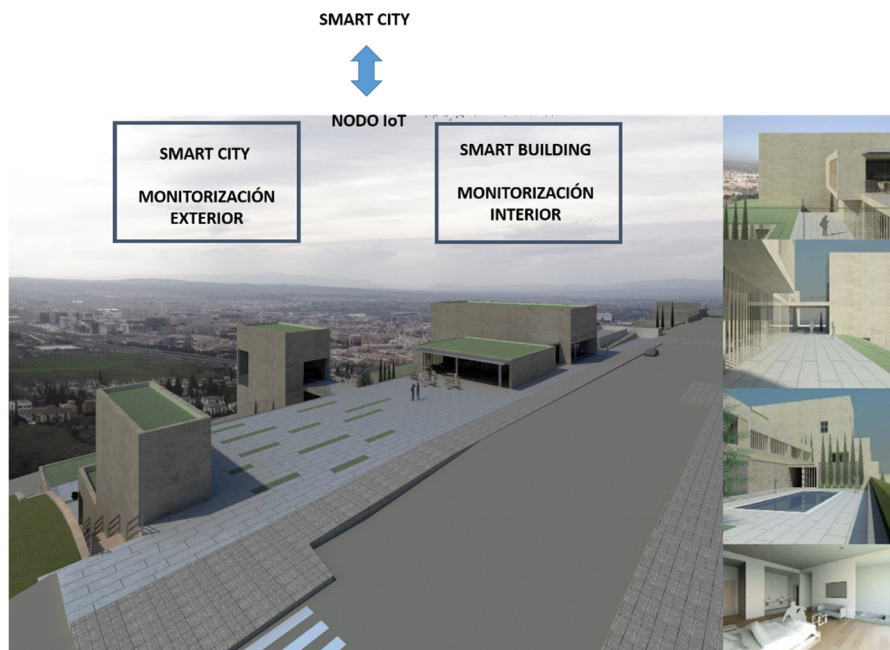 SMART CITY
NODO IoT
SMART CITY
MONITORIZACIÓN
EXTERIOR
SMART BUILDING
MONITORIZACIÓN
INTERIOR